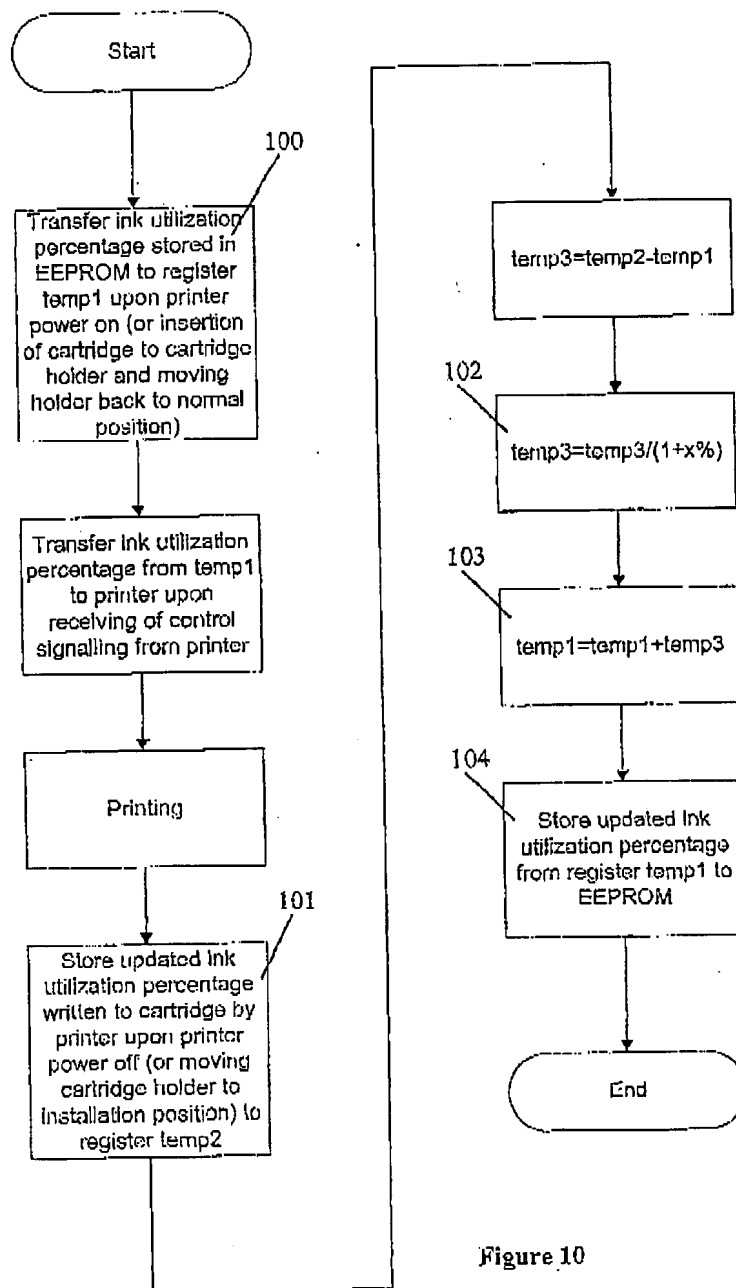 Start
100
Transfer ink utilization
percentage stored in
EEPROM to register
temp1 upon printer
power on (or insertion
of cartridge to cartridge
holder and moving
holder back to normal
position)
Transfer ink utilization
percentage from temp1
to printer upon
receiving of control
signalling from printer
Printing
101
Store updated ink
utilization percentage
written to cartridge by
printer upon printer
power off (or moving
cartridge holder to
installation position) to
register temp2
temp3=temp2-temp1
102
temp3=temp3/(1+x%)
103
temp1=temp1+temp3
104
Store updated ink
utilization percentage
from register temp1 to
EEPROM
End
Figure 10